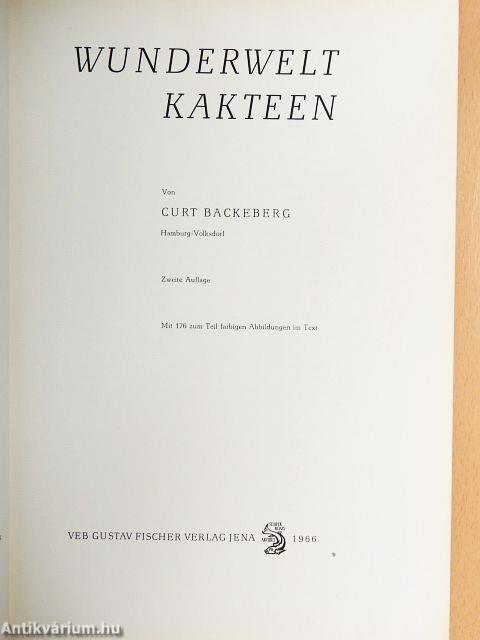 WUNDERWELT
KAKTEEN
Von
CURT BACKEBERG
Hamburg-Volksdorf
Zweite Auflage
Mit 176 zum Teil farbigen Abbildungen im Text
VEB GUSTAV FISCHER VERLAG JENA 1966
Antikvárium.hu